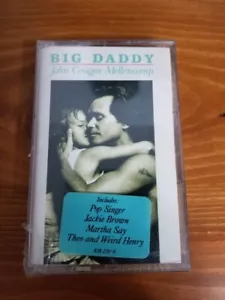 BIG DADDY
John Cougar Mellencamp
Includes:
Pop Singer
Jackie Brown
Martha Say
Theo and Weird Henry